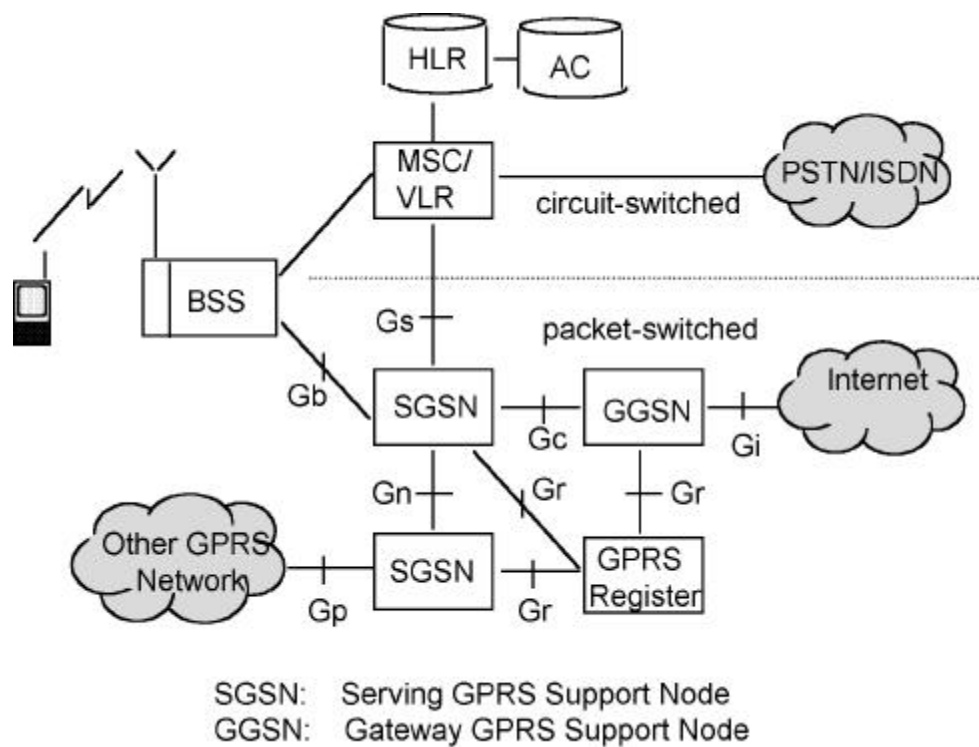 HLR
AC
MSC/
VLR
PSTN/ISDN
circuit-switched
BSS
Gs
packet-switched
Gb
SGSN
Gc
GGSN
Gi
Internet
Gn
Gr
Gr
Other GPRS
Network
Gp
SGSN
Gr
GPRS
Register
SGSN: Serving GPRS Support Node
GGSN: Gateway GPRS Support Node